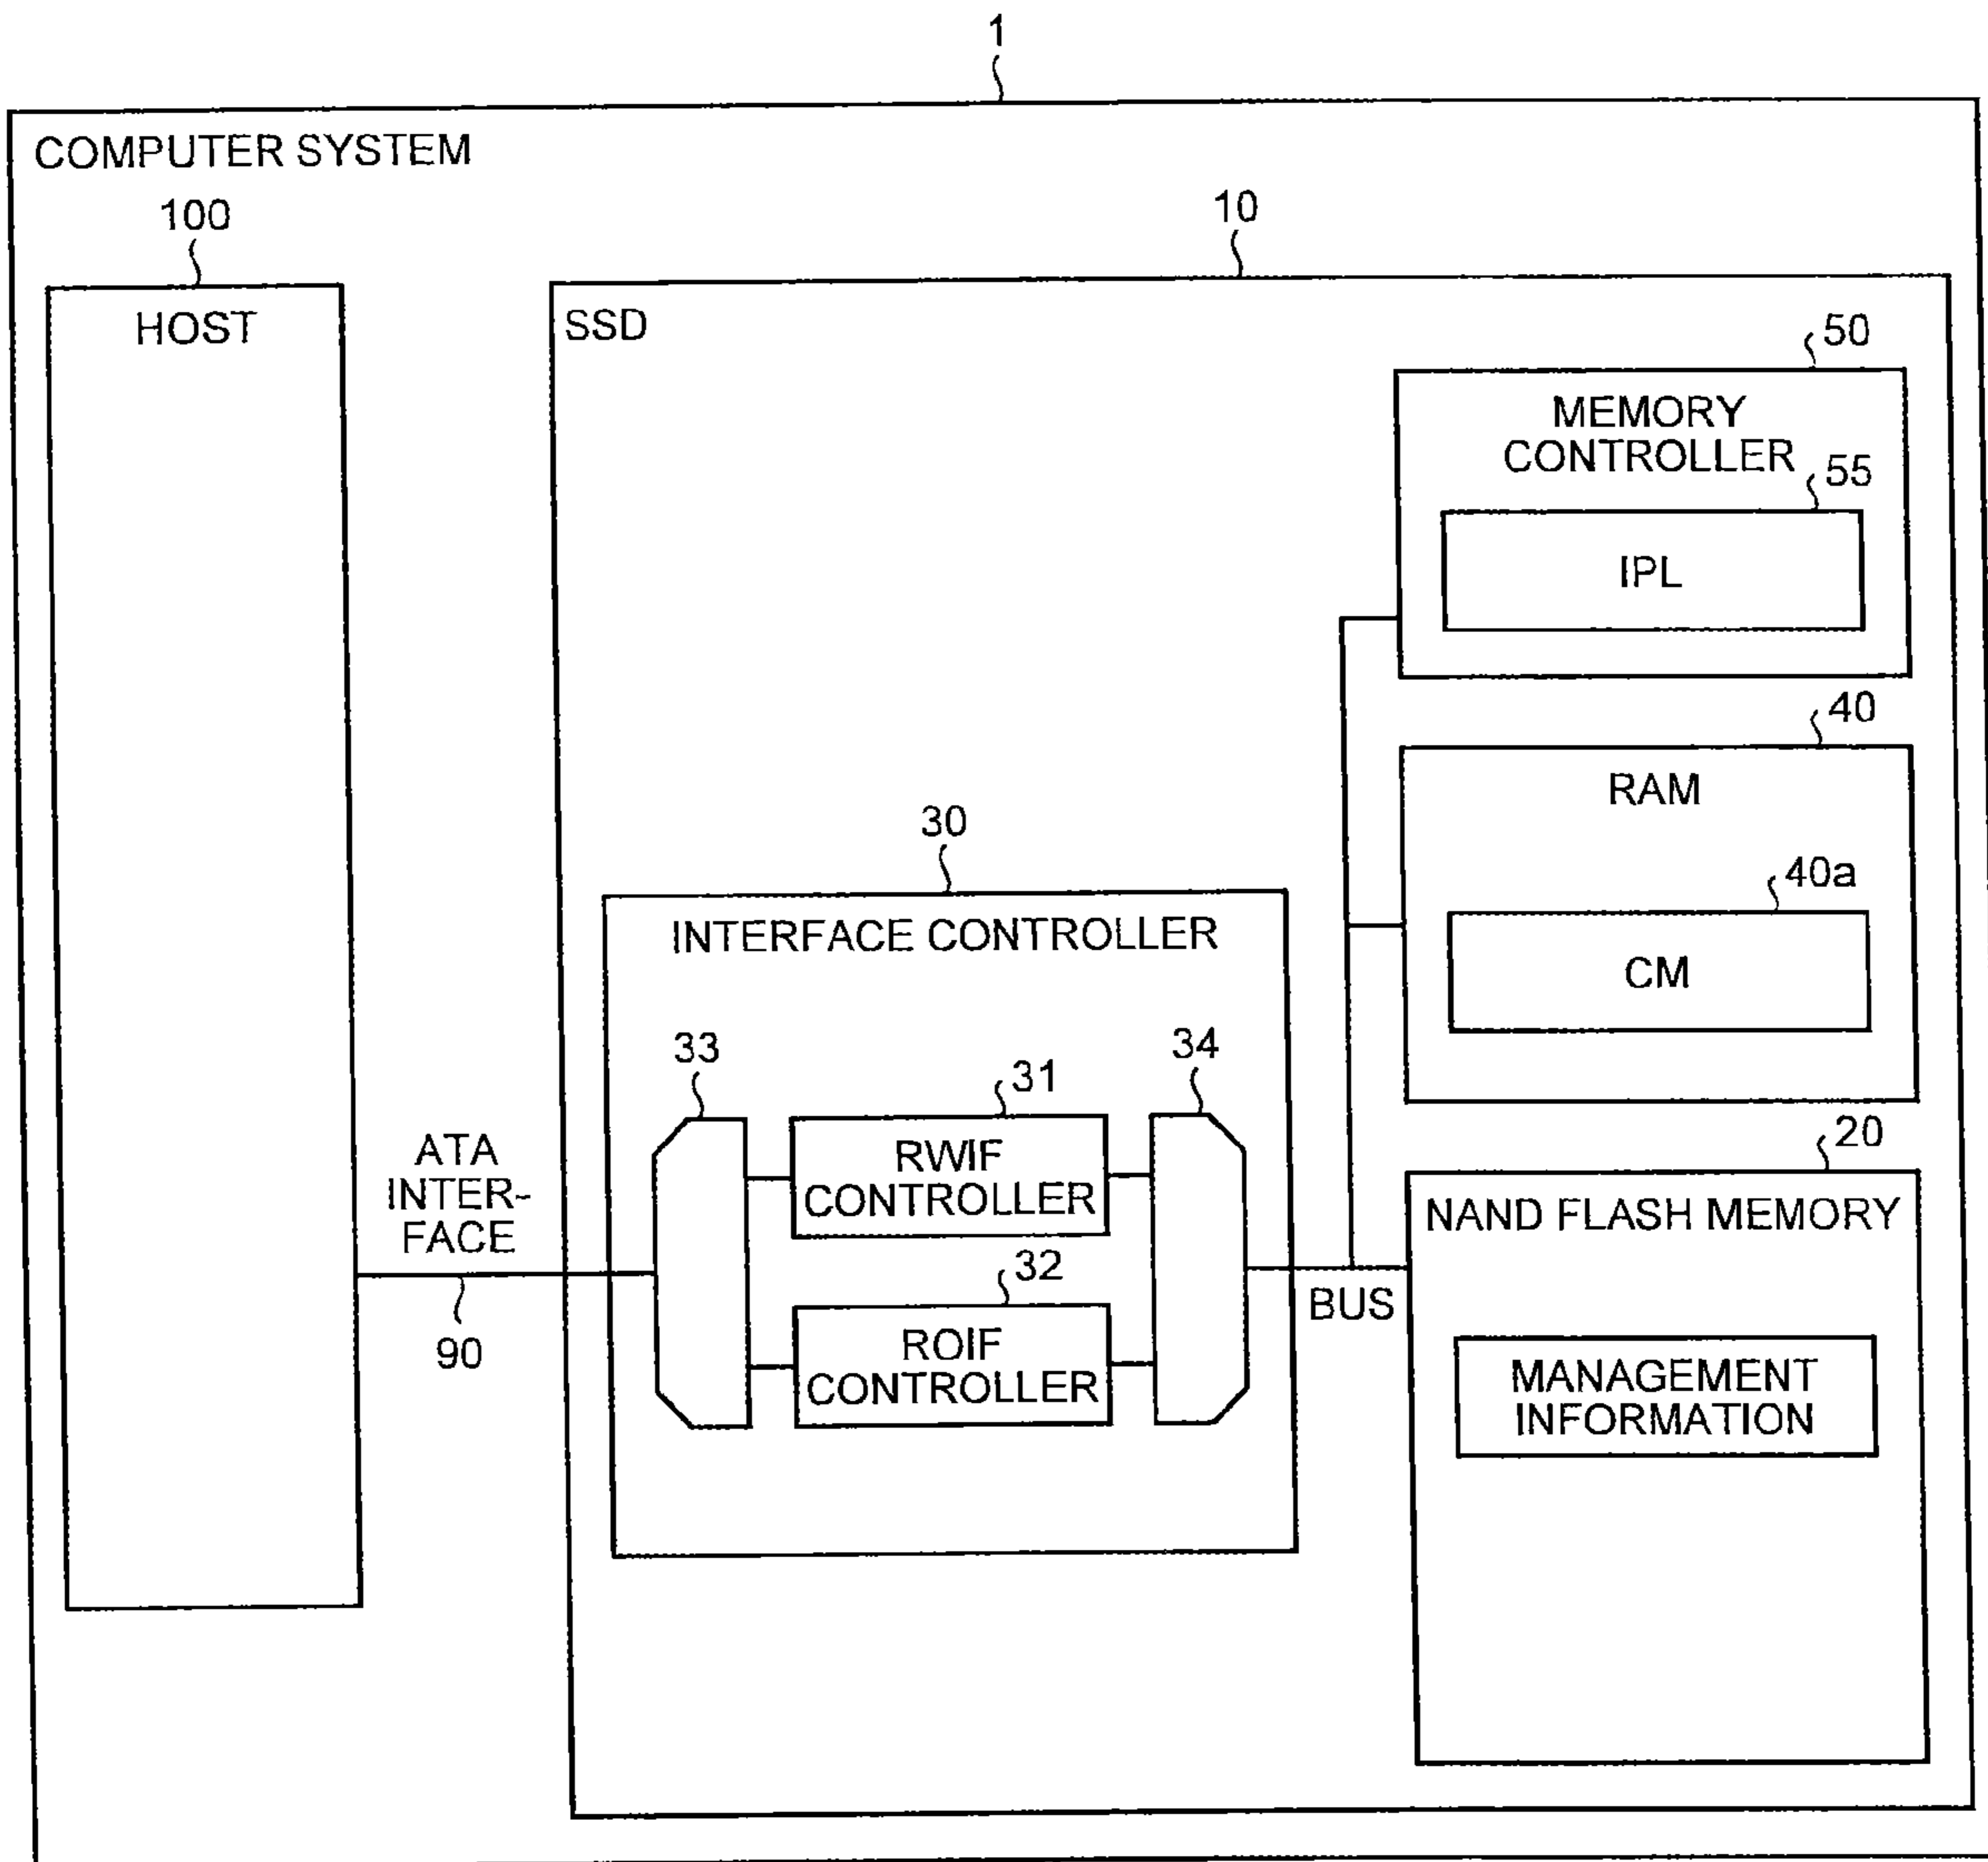 1
COMPUTER SYSTEM
100
HOST
10
SSD
50
MEMORY
CONTROLLER
55
IPL
40
RAM
40a
CM
30
INTERFACE CONTROLLER
33
31
34
RWIF
CONTROLLER
32
ROIF
CONTROLLER
ATA
INTER-
FACE
90
BUS
20
NAND FLASH MEMORY
MANAGEMENT
INFORMATION